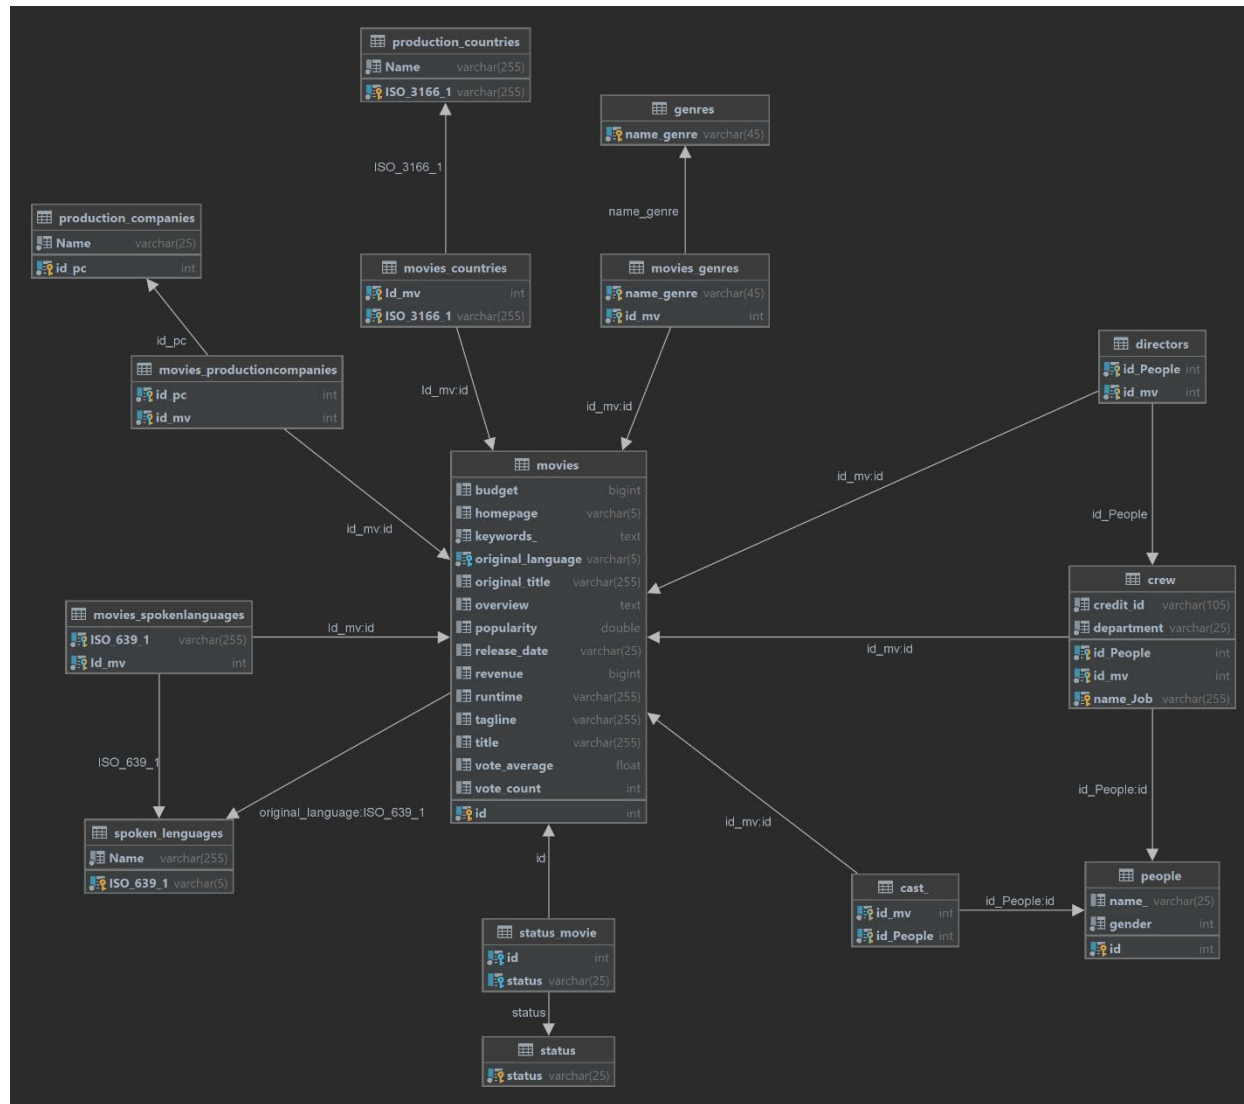 production_countries
Name varchar(255)
ISO_3166_1 varchar(255)
genres
name_genre varchar(45)
ISO_3166_1
name_genre
production_companies
Name varchar(25)
id_pc int
movies_countries
Id_mv int
ISO_3166_1 varchar(255)
movies_genres
name_genre varchar(45)
id_mv int
id_pc
movies_productioncompanies
id_pc int
id_mv int
directors
id_People int
id_mv int
Id_mv:id
id_mv:id
id_mv:id
id_mv:id
id_People
movies
budget bigint
homepage varchar(5)
keywords_ text
original_language varchar(5)
original_title varchar(255)
overview text
popularity double
release_date varchar(25)
revenue bigint
runtime varchar(255)
tagline varchar(255)
title varchar(255)
vote_average float
vote_count int
id int
crew
credit_id varchar(105)
department varchar(25)
id_People int
id_mv int
name_Job varchar(255)
movies_spokenlanguages
ISO_639_1 varchar(255)
Id_mv int
Id_mv:id
id_mv:id
ISO_639_1
original_language:ISO_639_1
id_mv:id
id_People:id
spoken_lenguages
Name varchar(255)
ISO_639_1 varchar(5)
id
cast_
id_mv int
id_People int
id_People:id
people
name_ varchar(25)
gender int
id int
status_movie
id int
status varchar(25)
status
status
status varchar(25)